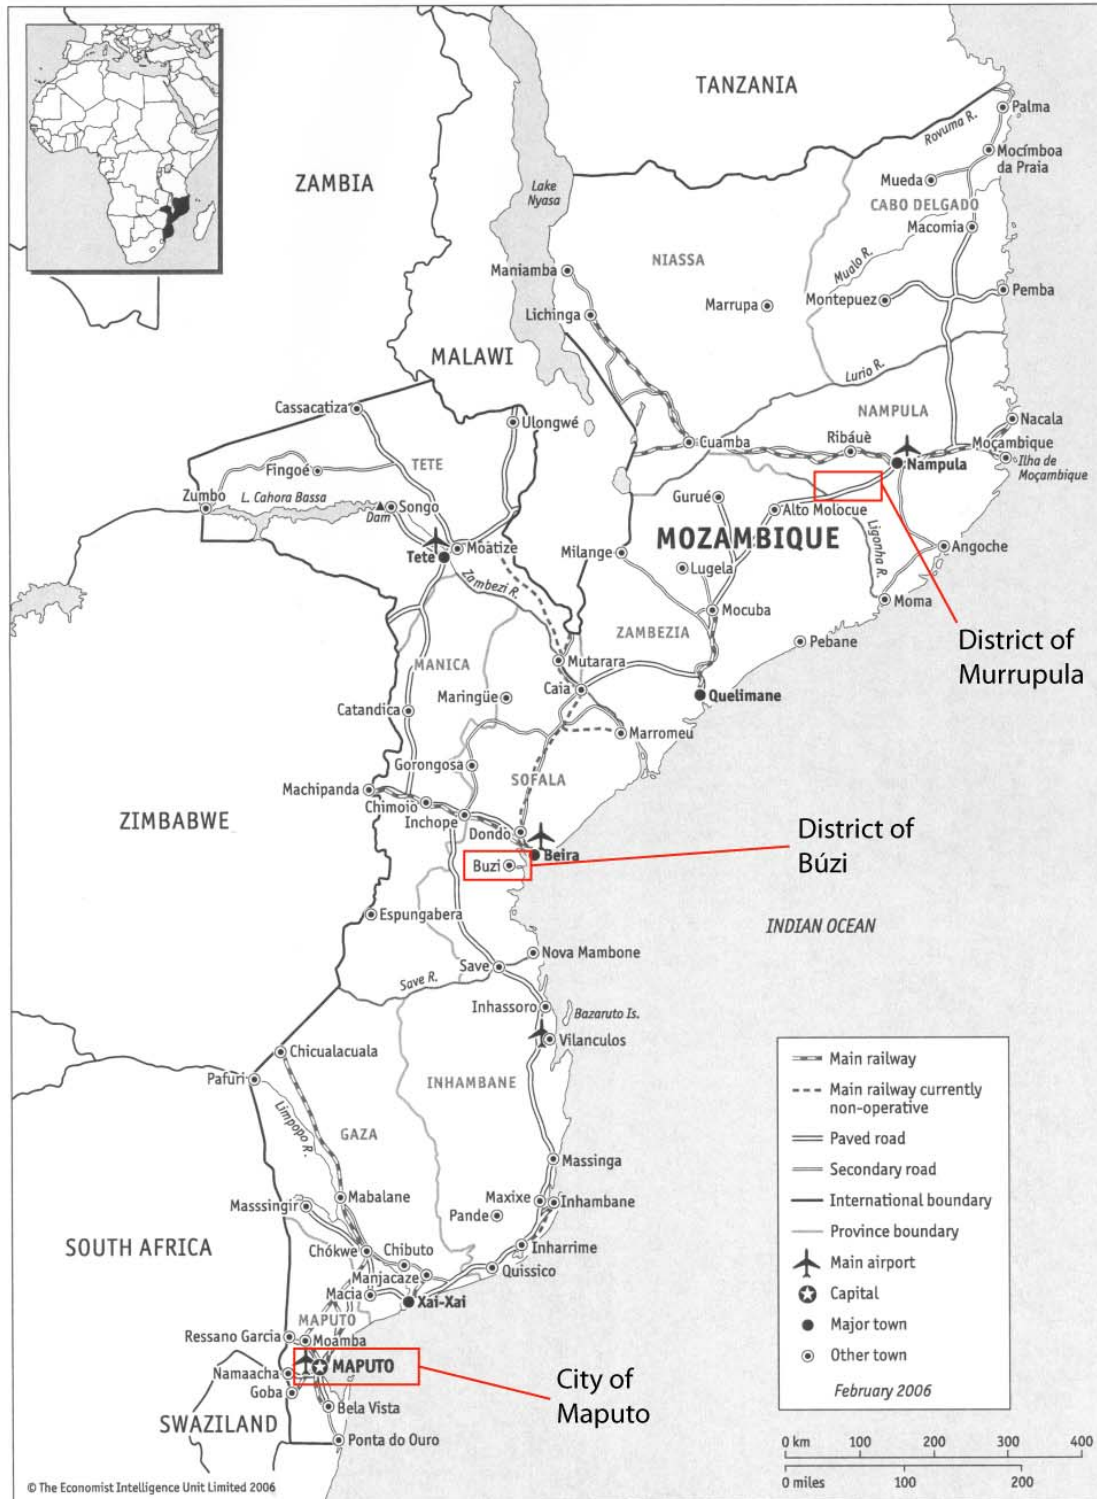 TANZANIA
Palma
Rovuma R.
Mocímboa
da Praia
ZAMBIA
Lake
Nyasa
Mueda
CABO DELGADO
Macomia
NIASSA
Mualo R.
Maniamba
Marrupa
Montepuez
Pemba
Lichinga
MALAWI
Lurio R.
Cassacatiza
NAMPULA
Ulongwé
Nacala
Cuamba
Ribáuè
Moçambique
TETE
Nampula
Ilha de
Moçambique
Fingoé
Zumbo
L. Cahora Bassa
Songo
Dam
Gurué
Alto Molocue
MOZAMBIQUE
Ligonha R.
Tete
Moatize
Milange
Angoche
Lugela
Zambezi R.
Moma
Mocuba
ZAMBEZIA
Pebane
District of
Murrupula
MANICA
Mutarara
Maringüe
Caia
Quelimane
Catandica
Marromeu
Gorongosa
SOFALA
Machipanda
Chimoio
ZIMBABWE
Inchope
Dondo
District of
Búzi
Beira
Buzi
Espungabera
INDIAN OCEAN
Nova Mambone
Save
Save R.
Inhassoro
Bazaruto Is.
Vilanculos
Chicualacuala
Pafuri
INHAMBANE
Limpopo R.
GAZA
Massinga
Mabalane
Masssingir
Maxixe
Inhambane
Pande
SOUTH AFRICA
Chókwe
Chibuto
Inharrime
Manjacaze
Quissico
Macia
Xai-Xai
MAPUTO
Ressano Garcia
Moamba
MAPUTO
Namaacha
Goba
City of
Maputo
Bela Vista
SWAZILAND
Ponta do Ouro
Main railway
Main railway currently
non-operative
Paved road
Secondary road
International boundary
Province boundary
Main airport
Capital
Major town
Other town
February 2006
0 km 100 200 300 400
0 miles 100 200
© The Economist Intelligence Unit Limited 2006